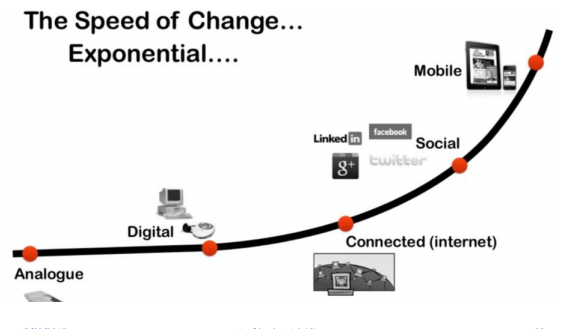 The Speed of Change...
Exponential....
Mobile
Linked in
facebook
Social
g+
twitter
Digital
Connected (internet)
Analogue